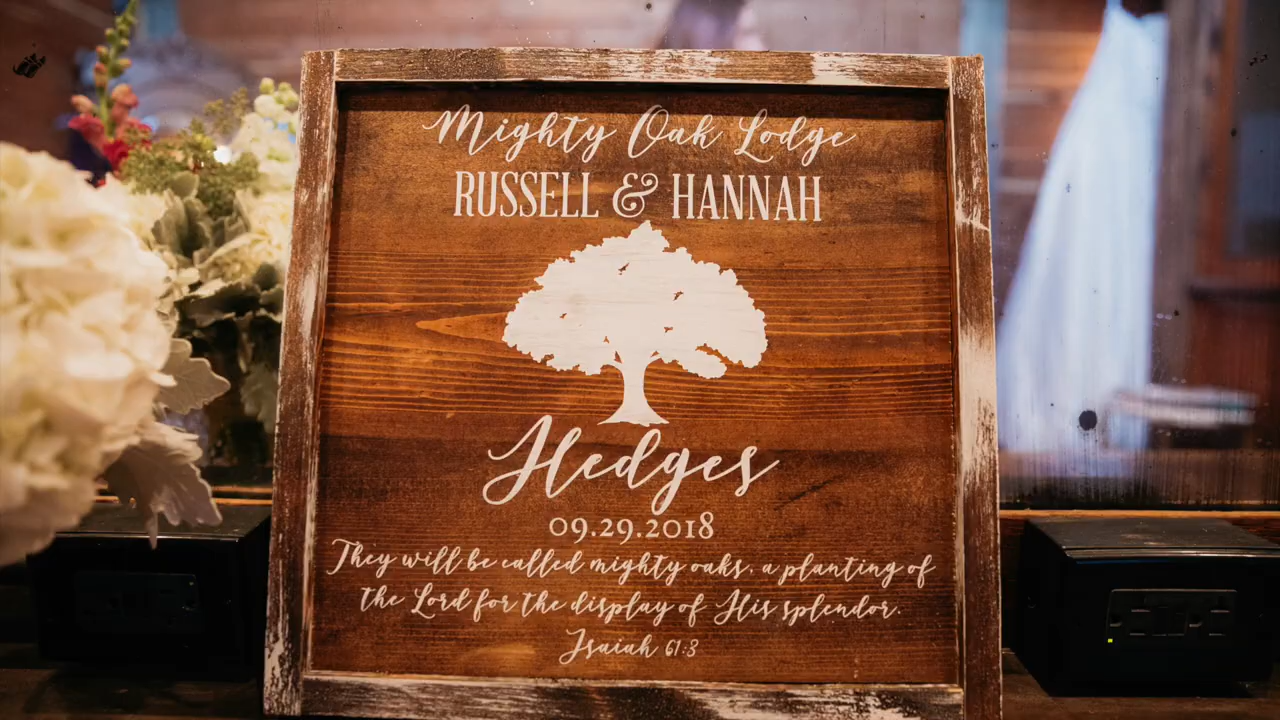 Mighty Oak Lodge
RUSSELL & HANNAH
Hedges
09.29.2018
They will be called mighty oaks, a planting of
the Lord for the display of His splendor.
Isaiah 61:3